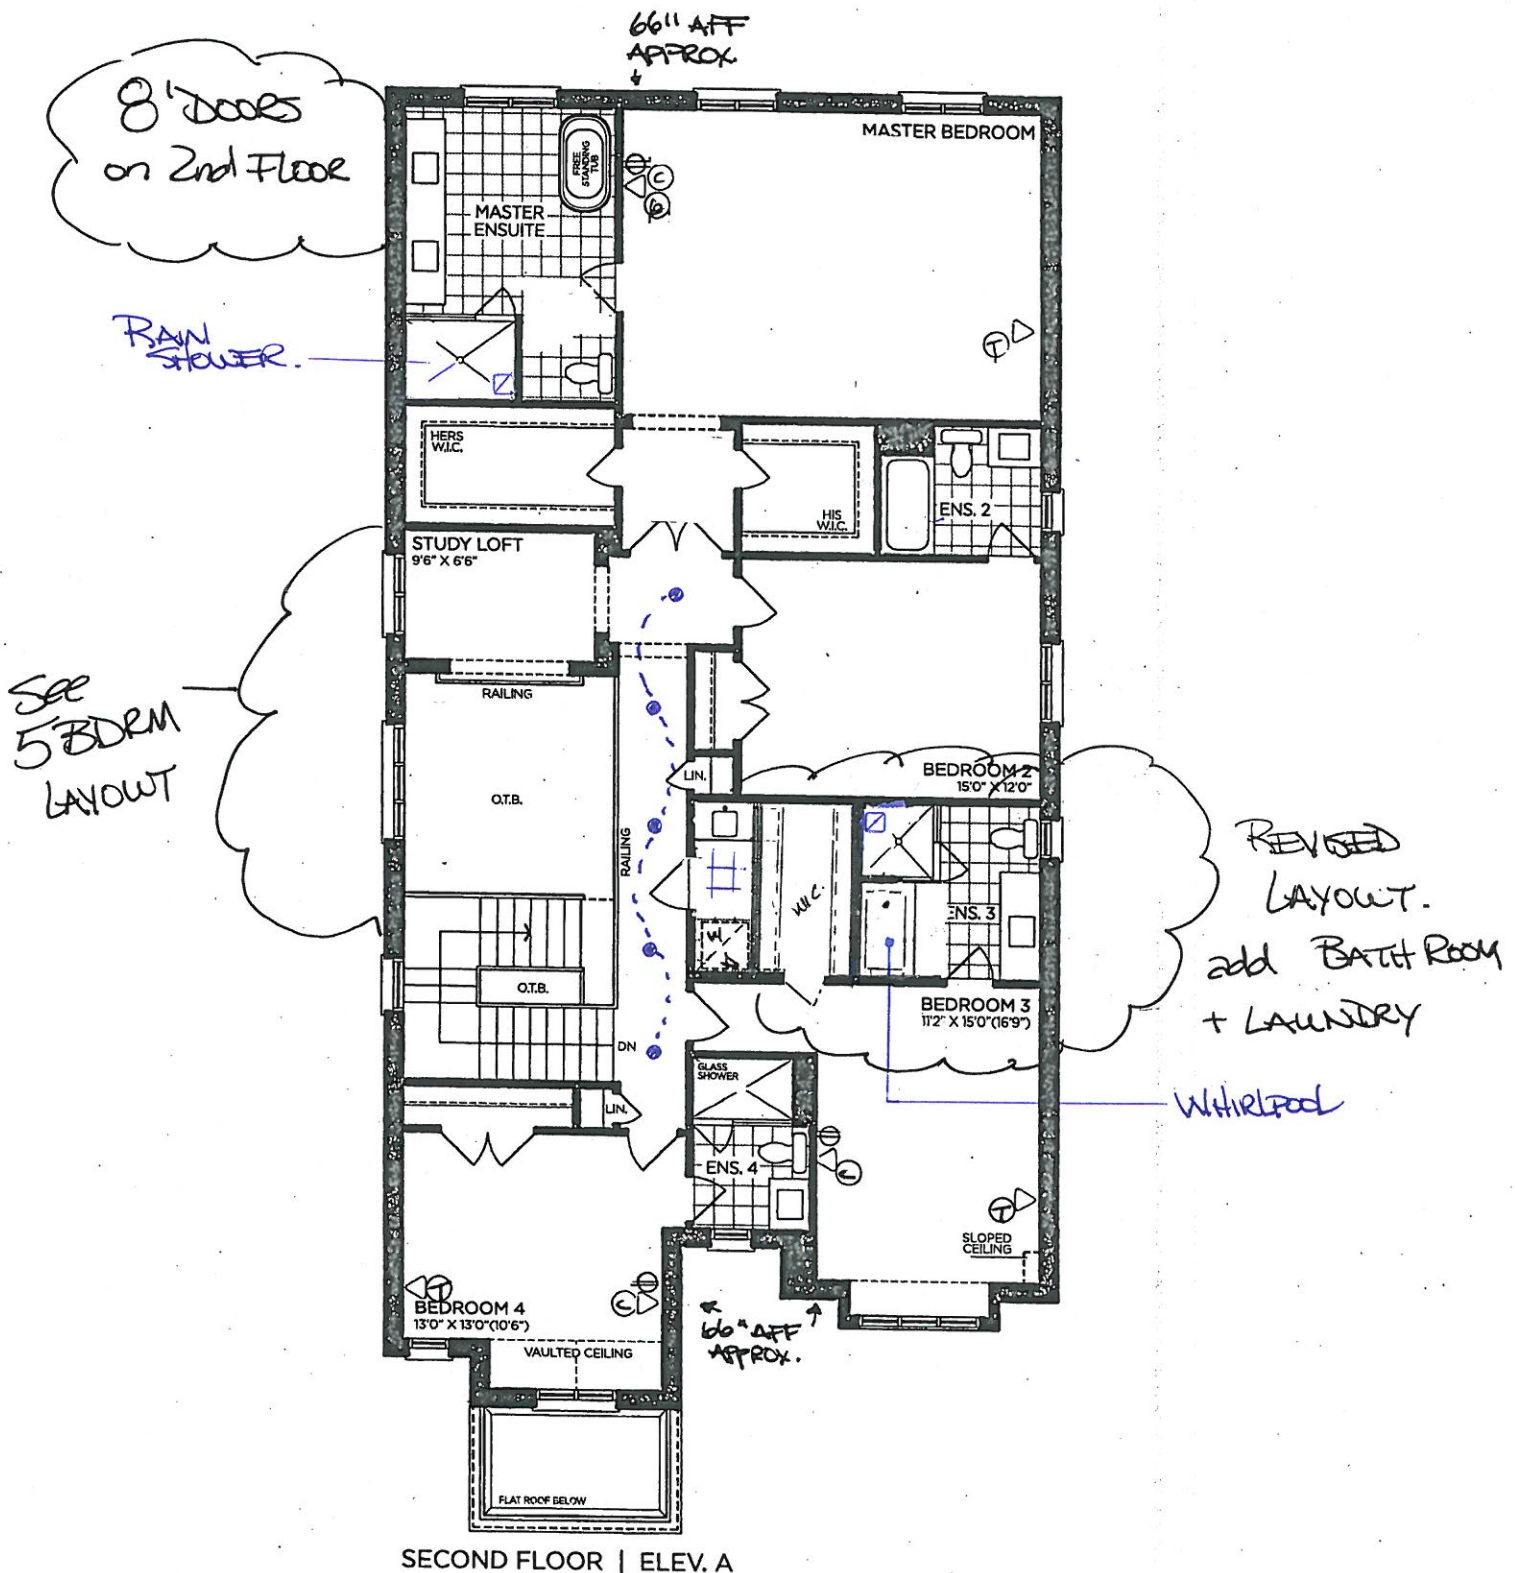 66" AFF
APPROX.
8' DOORS
on 2nd FLOOR
MASTER BEDROOM
FREE
STANDING
TUB
C
MASTER
ENSUITE
RAIN
SHOWER.
T
HERS
W.I.C.
HIS
W.I.C.
ENS. 2
STUDY LOFT
9'6" X 6'6"
RAILING
See
5 BDRM
LAYOUT
O.T.B.
LIN.
BEDROOM 2
15'0" X 12'0"
RAILING
W.I.C.
ENS. 3
W
D
REVISED
LAYOUT.
add BATHROOM
+ LAUNDRY
O.T.B.
BEDROOM 3
11'2" X 15'0"(16'9")
DN
GLASS
SHOWER
LIN.
WHIRLPOOL
ENS. 4
C
T
SLOPED
CEILING
T
C
BEDROOM 4
13'0" X 13'0"(10'6")
66" AFF
APPROX.
VAULTED CEILING
FLAT ROOF BELOW
SECOND FLOOR | ELEV. A